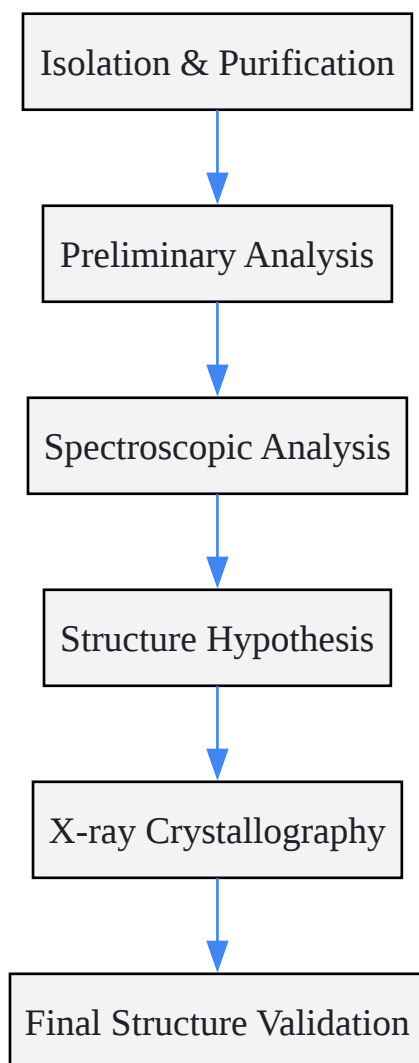 Isolation & Purification
Preliminary Analysis
Spectroscopic Analysis
Structure Hypothesis
X-ray Crystallography
Final Structure Validation